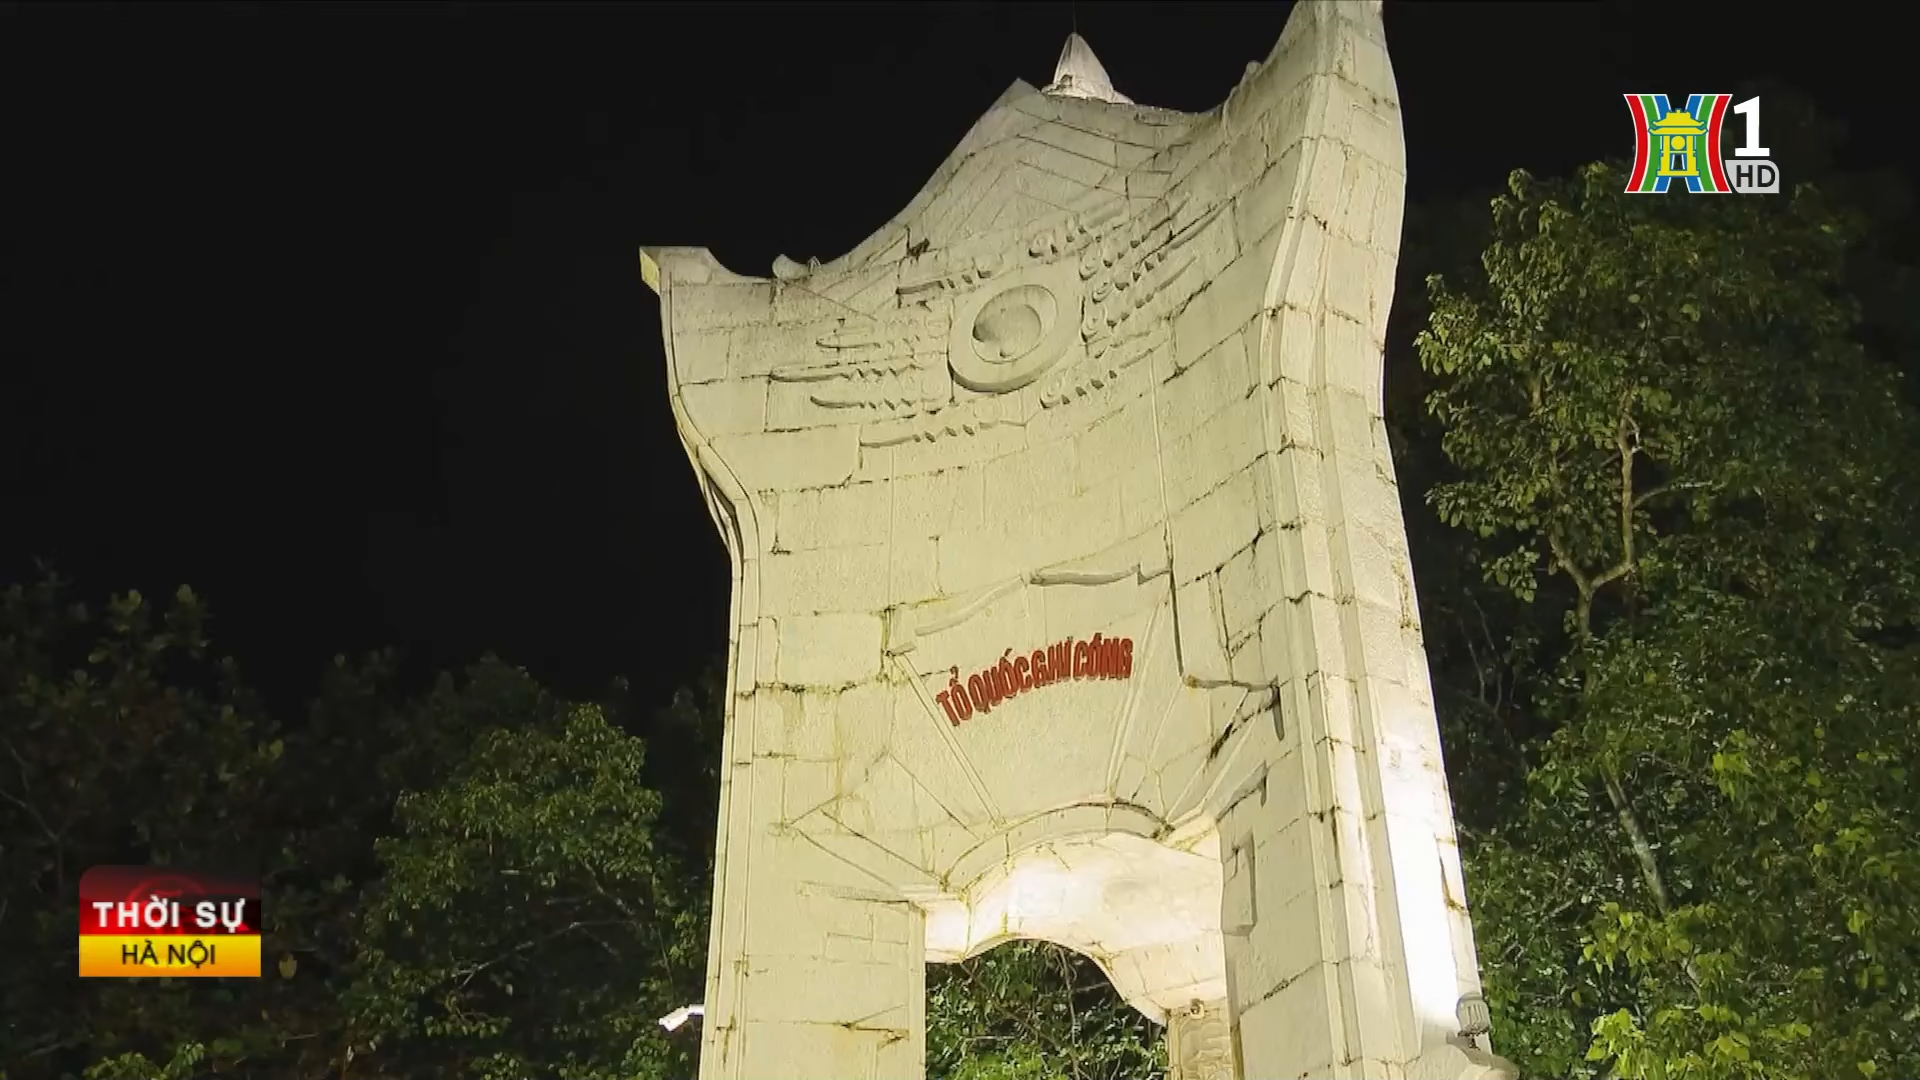 1
HD
TỔ QUỐC GHI CÔNG
THỜI SỰ
HÀ NỘI